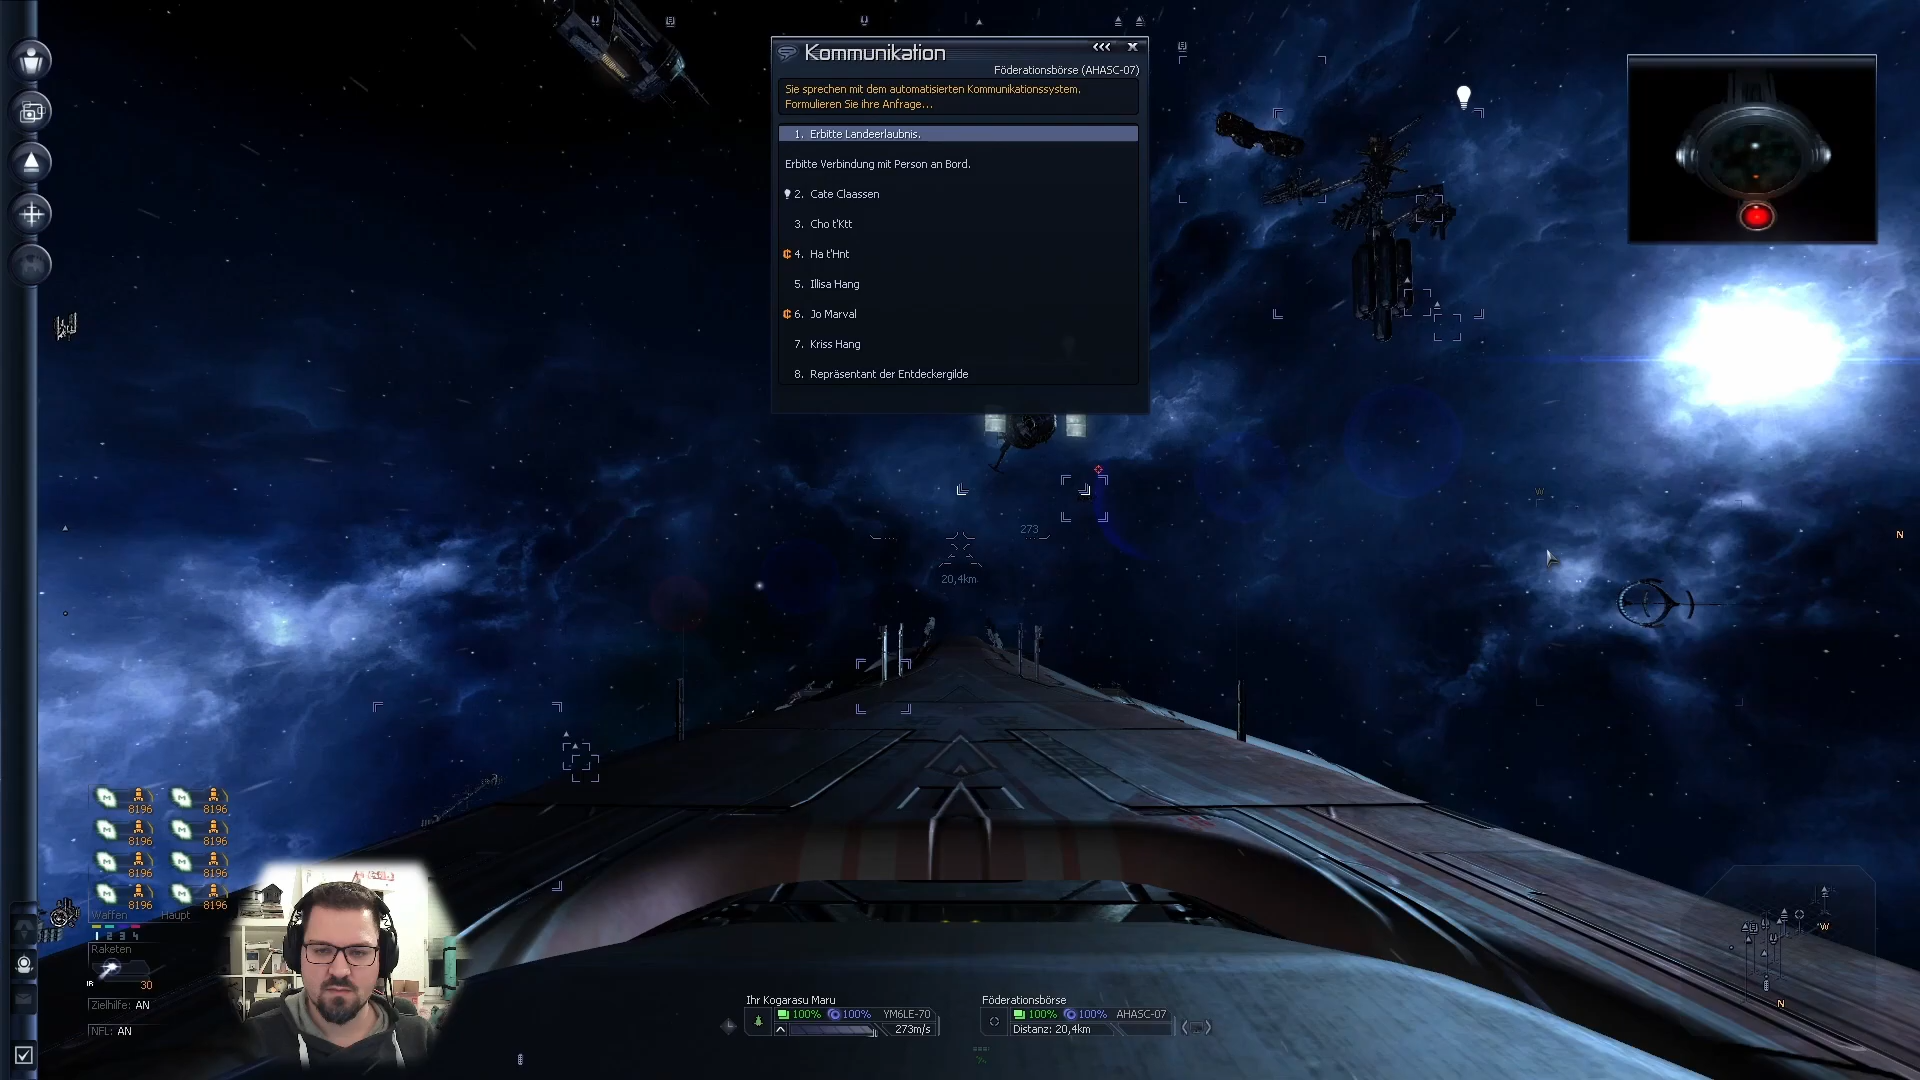 Kommunikation
Föderationsbörse (AHASC-07)
Sie sprechen mit dem automatisierten Kommunikationssystem.
Formulieren Sie ihre Anfrage...
1. Erbitte Landeerlaubnis.
Erbitte Verbindung mit Person an Bord.
2. Cate Claassen
3. Cho t'Ktt
4. Ha t'Hnt
5. Illisa Hang
6. Jo Marval
7. Kriss Hang
8. Repräsentant der Entdeckergilde
273
20,4km
W
N
8196 8196
8196 8196
8196 8196
8196 8196
Waffen Haupt
1 2 3 4
Raketen
IR 30
Zielhilfe: AN
NFL: AN
Ihr Kogarasu Maru
100% 100% YM6LE-70
273m/s
Föderationsbörse
100% 100% AHASC-07
Distanz: 20,4km
W
N